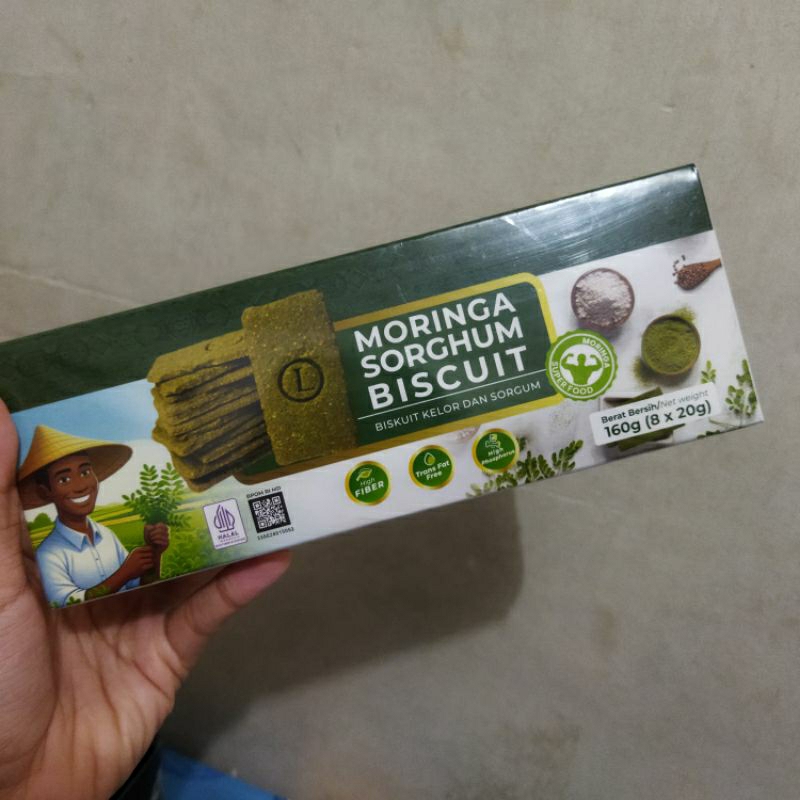 MORINGA
SORGHUM
BISCUIT
BISKUIT KELOR DAN SORGUM
L
MORINGA
SUPER FOOD
Berat Bersih/Net weight
160g (8 x 20g)
High
FIBER
Trans Fat
Free
High
Phosphorus
HALAL
BPOM RI MD